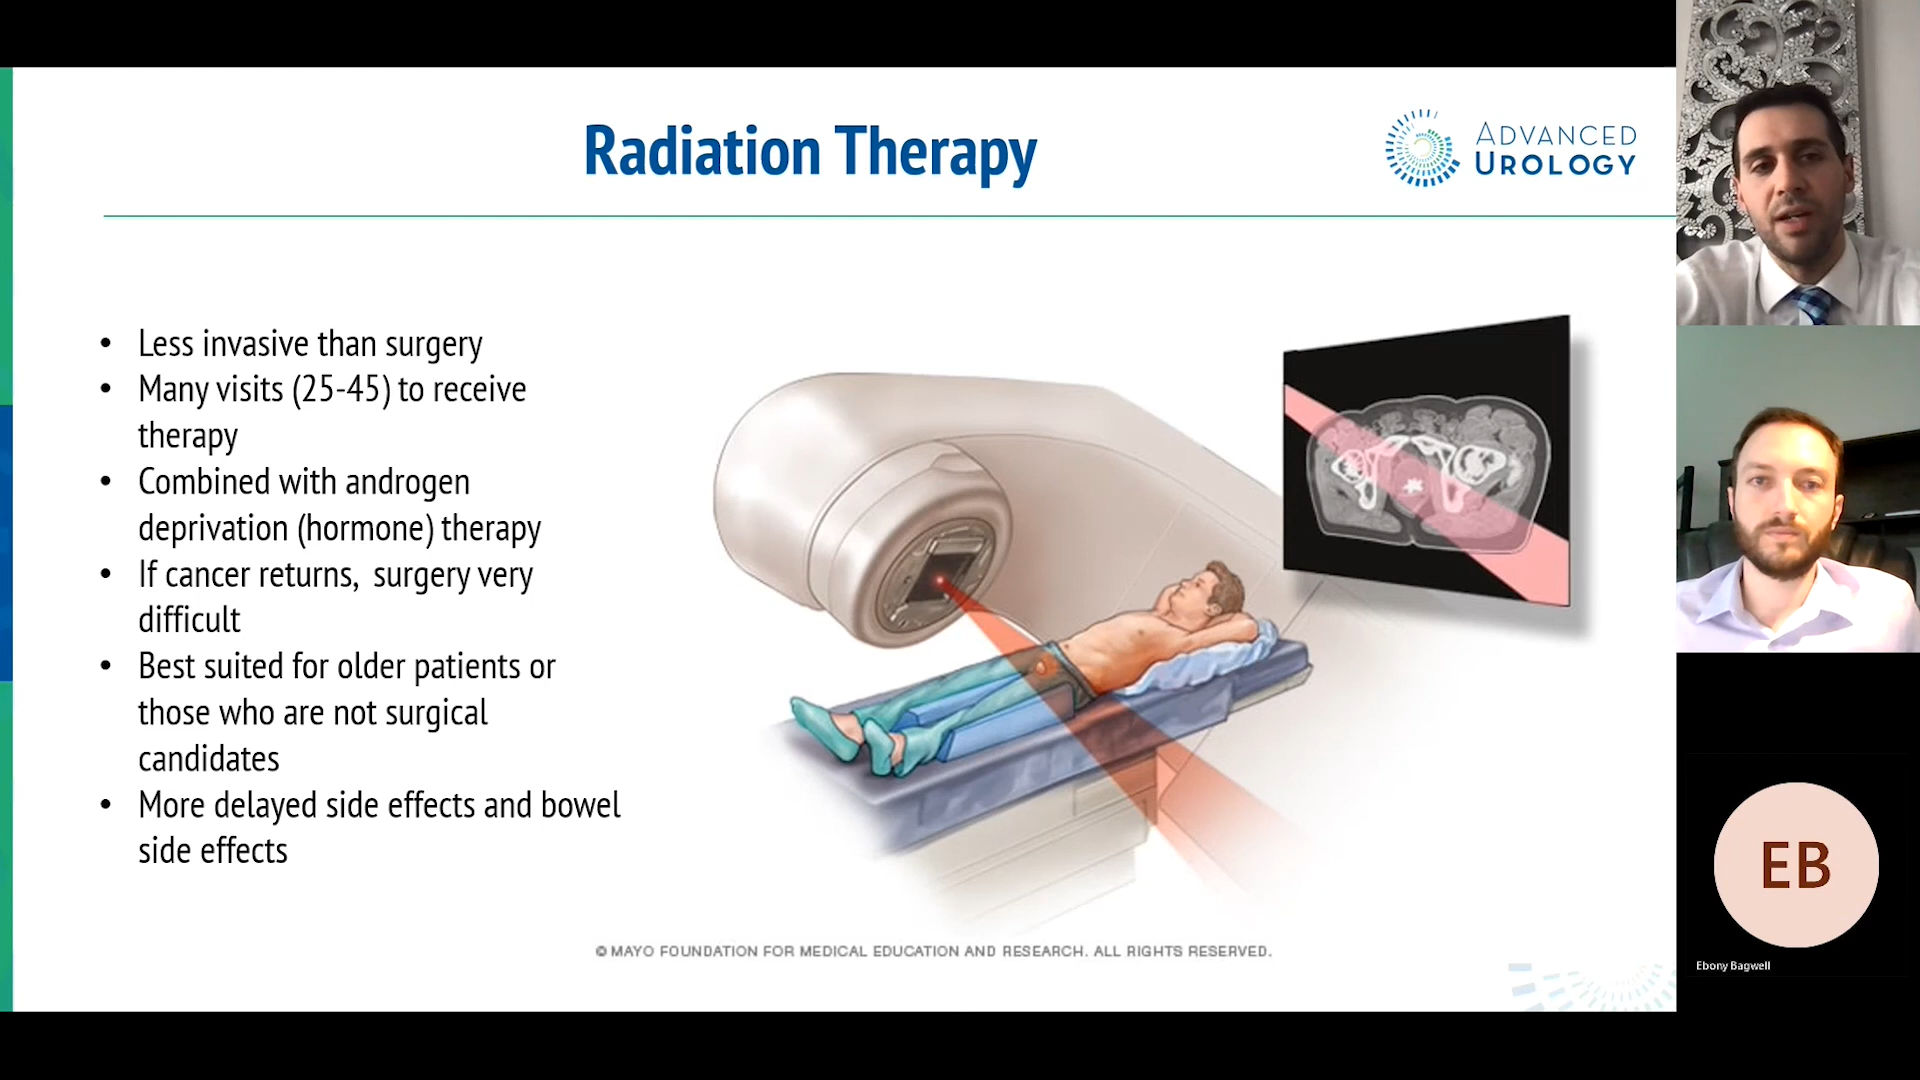 Radiation Therapy
ADVANCED
UROLOGY
• Less invasive than surgery
• Many visits (25-45) to receive
therapy
• Combined with androgen
deprivation (hormone) therapy
• If cancer returns, surgery very
difficult
• Best suited for older patients or
those who are not surgical
candidates
• More delayed side effects and bowel
side effects
© MAYO FOUNDATION FOR MEDICAL EDUCATION AND RESEARCH. ALL RIGHTS RESERVED.
EB
Ebony Bagwell